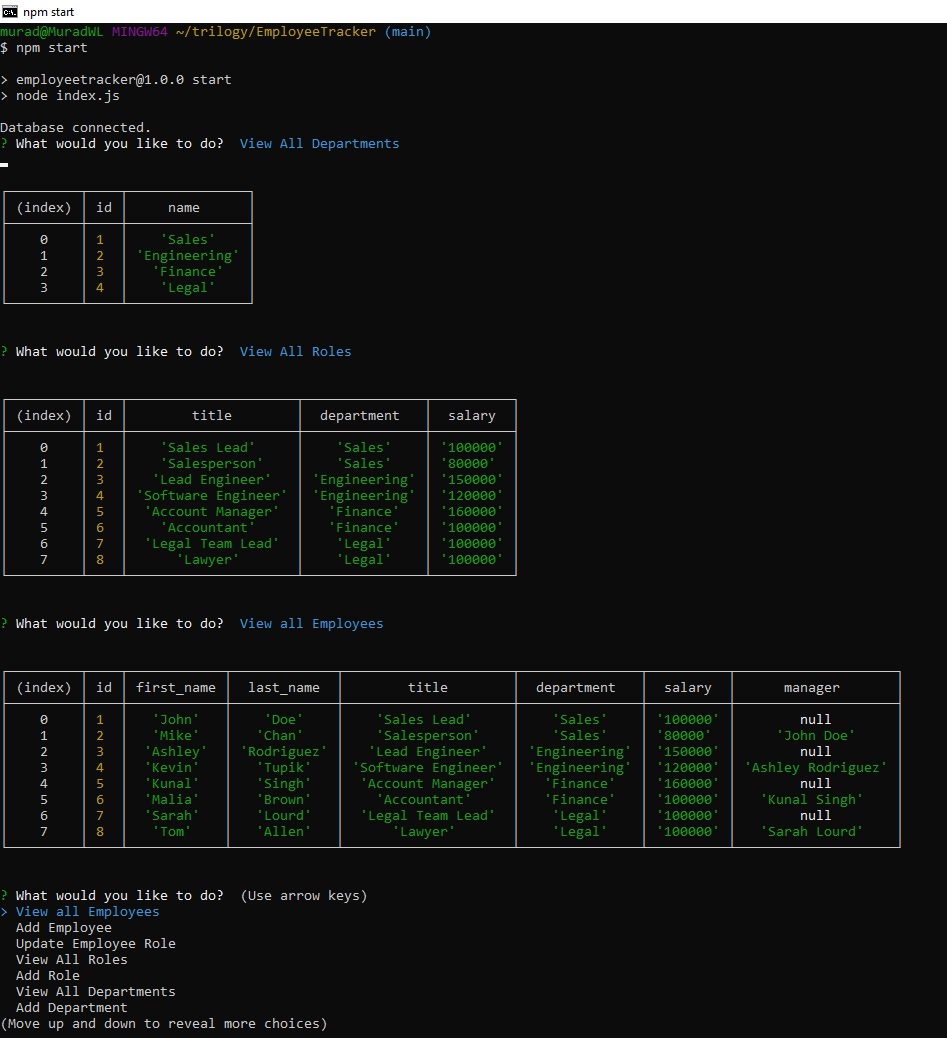 npm start
murad@MuradWL MINGW64 ~/trilogy/EmployeeTracker (main)
$ npm start
> employeetracker@1.0.0 start
> node index.js
Database connected.
? What would you like to do?  View All Departments
(index) id name
0 1 'Sales'
1 2 'Engineering'
2 3 'Finance'
3 4 'Legal'
? What would you like to do?  View All Roles
(index) id title department salary
0 1 'Sales Lead' 'Sales' '100000'
1 2 'Salesperson' 'Sales' '80000'
2 3 'Lead Engineer' 'Engineering' '150000'
3 4 'Software Engineer' 'Engineering' '120000'
4 5 'Account Manager' 'Finance' '160000'
5 6 'Accountant' 'Finance' '100000'
6 7 'Legal Team Lead' 'Legal' '100000'
7 8 'Lawyer' 'Legal' '100000'
? What would you like to do?  View all Employees
(index) id first_name last_name title department salary manager
0 1 'John' 'Doe' 'Sales Lead' 'Sales' '100000' null
1 2 'Mike' 'Chan' 'Salesperson' 'Sales' '80000' 'John Doe'
2 3 'Ashley' 'Rodriguez' 'Lead Engineer' 'Engineering' '150000' null
3 4 'Kevin' 'Tupik' 'Software Engineer' 'Engineering' '120000' 'Ashley Rodriguez'
4 5 'Kunal' 'Singh' 'Account Manager' 'Finance' '160000' null
5 6 'Malia' 'Brown' 'Accountant' 'Finance' '100000' 'Kunal Singh'
6 7 'Sarah' 'Lourd' 'Legal Team Lead' 'Legal' '100000' null
7 8 'Tom' 'Allen' 'Lawyer' 'Legal' '100000' 'Sarah Lourd'
? What would you like to do?  (Use arrow keys)
> View all Employees
Add Employee
Update Employee Role
View All Roles
Add Role
View All Departments
Add Department
(Move up and down to reveal more choices)